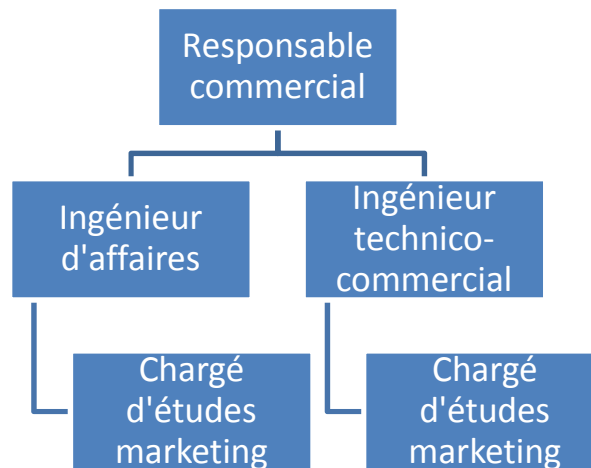 Responsable
commercial
Ingénieur
d'affaires
Ingénieur
technico-
commercial
Chargé
d'études
marketing
Chargé
d'études
marketing